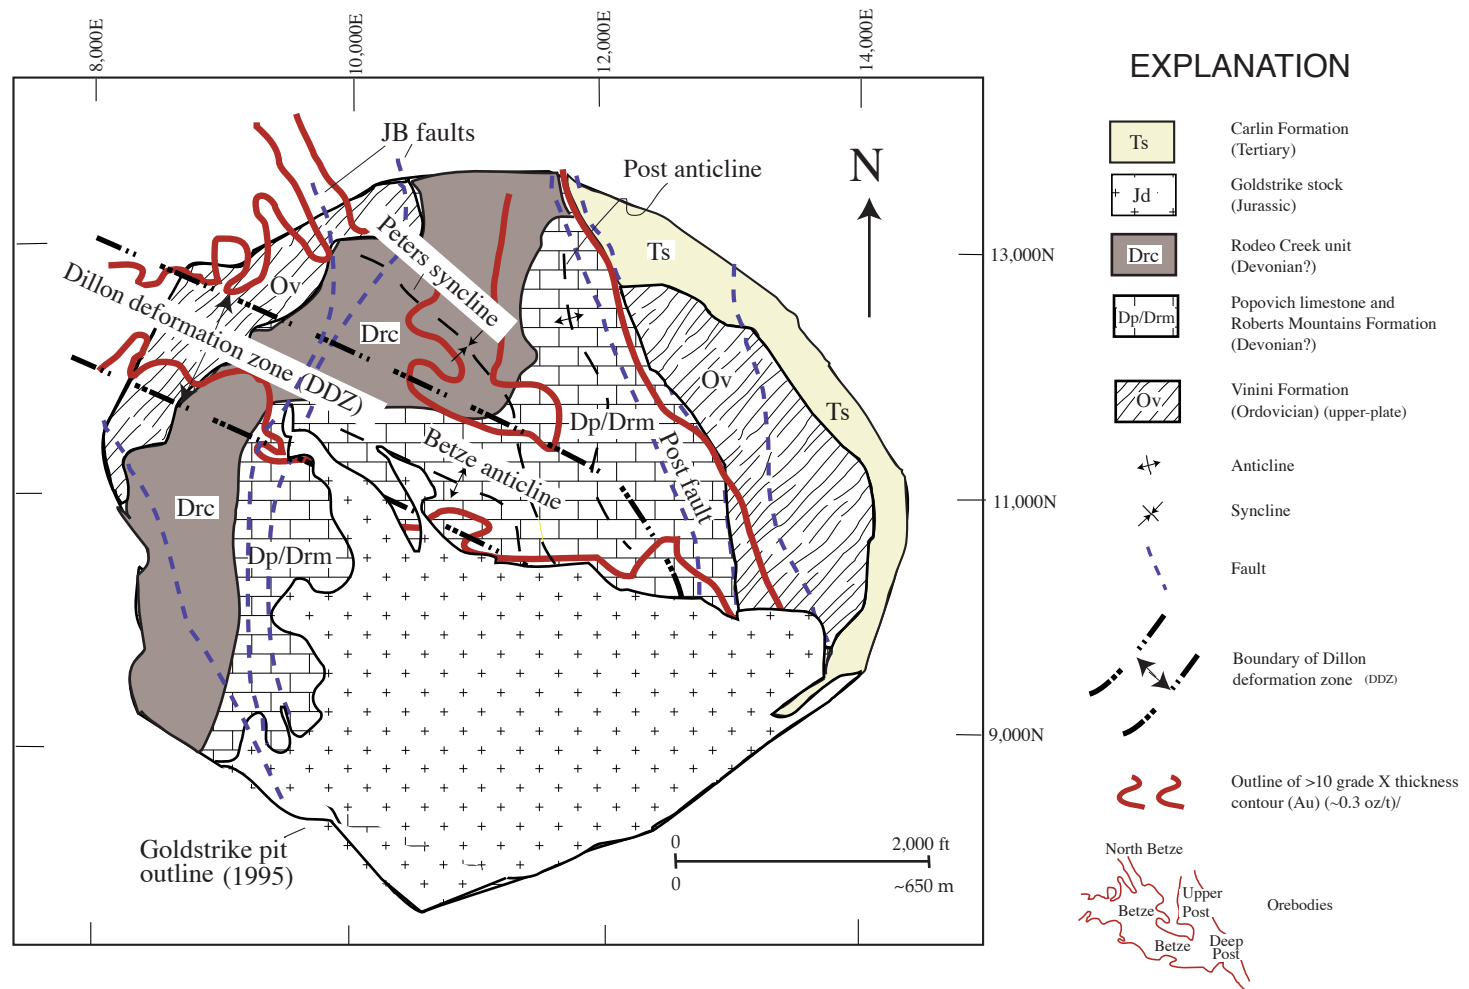 8,000E
10,000E
12,000E
14,000E
JB faults
Post anticline
N
Peters syncline
Ts
13,000N
Ov
Dillon deformation zone (DDZ)
Drc
Ov
Ts
Dp/Drm
Betze anticline
Post fault
11,000N
Drc
Dp/Drm
9,000N
Goldstrike pit
outline (1995)
0
2,000 ft
0
~650 m
EXPLANATION
Ts
Carlin Formation
(Tertiary)
Jd
Goldstrike stock
(Jurassic)
Drc
Rodeo Creek unit
(Devonian?)
Dp/Drm
Popovich limestone and
Roberts Mountains Formation
(Devonian?)
Ov
Vinini Formation
(Ordovician) (upper-plate)
Anticline
Syncline
Fault
Boundary of Dillon
deformation zone (DDZ)
Outline of >10 grade X thickness
contour (Au) (~0.3 oz/t)/
North Betze
Upper
Post
Betze
Betze
Deep
Post
Orebodies